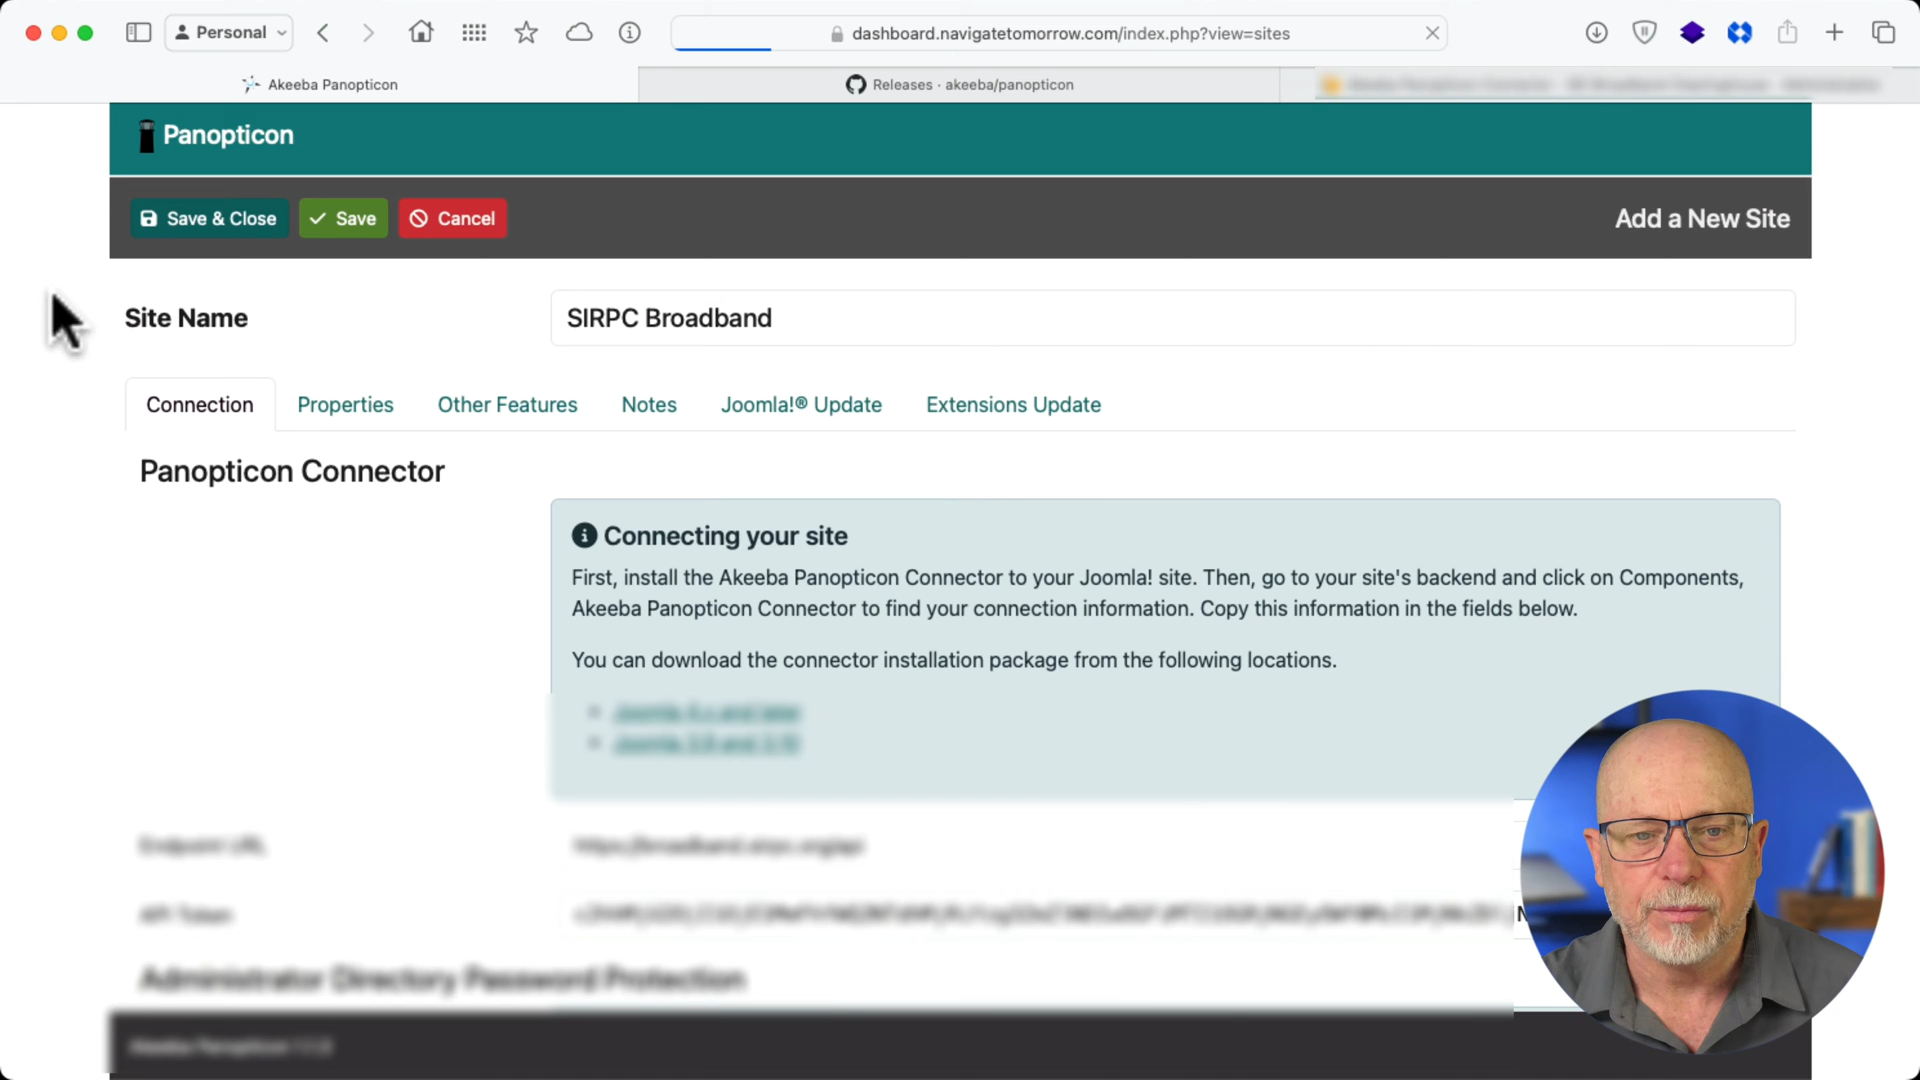 Personal
dashboard.navigatetomorrow.com/index.php?view=sites
Akeeba Panopticon
Releases · akeeba/panopticon
Panopticon
Save & Close
Save
Cancel
Add a New Site
Site Name
SIRPC Broadband
Connection
Properties
Other Features
Notes
Joomla!® Update
Extensions Update
Panopticon Connector
Connecting your site
First, install the Akeeba Panopticon Connector to your Joomla! site. Then, go to your site's backend and click on Components,
Akeeba Panopticon Connector to find your connection information. Copy this information in the fields below.
You can download the connector installation package from the following locations.
Administrator Directory Password Protection